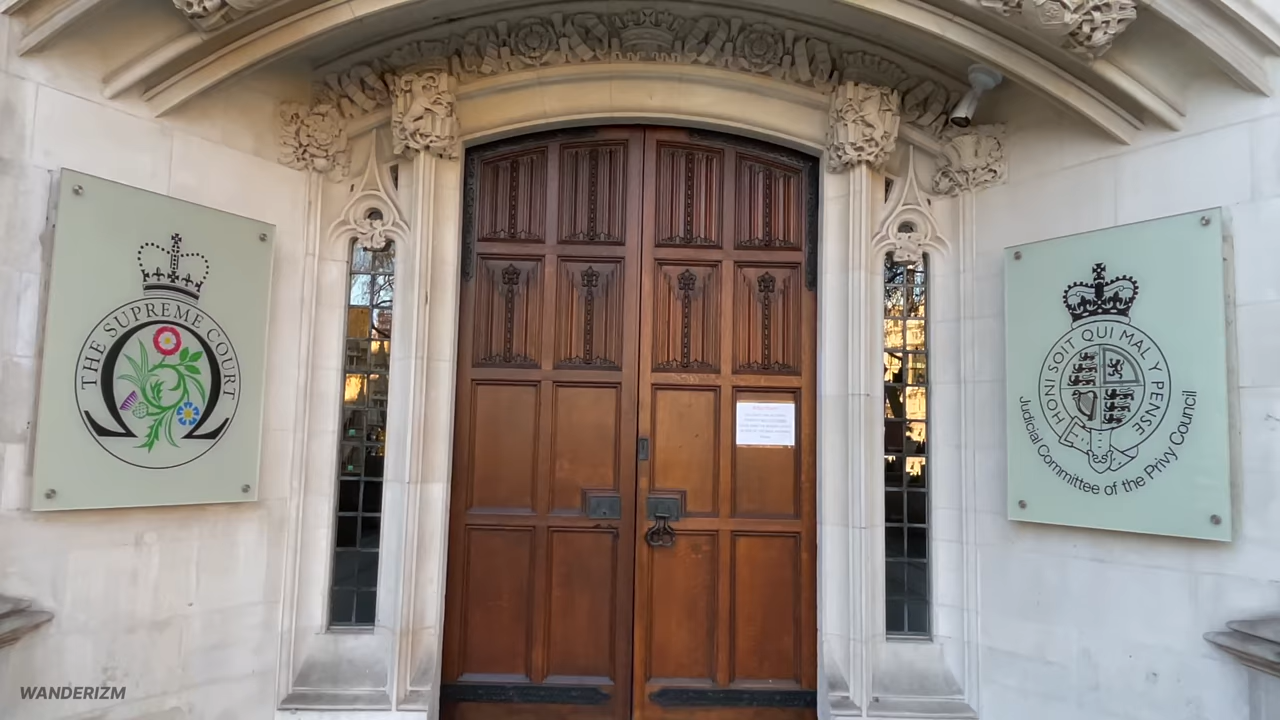 THE SUPREME COURT
HONI SOIT QUI MAL Y PENSE
Judicial Committee of the Privy Council
WANDERIZM